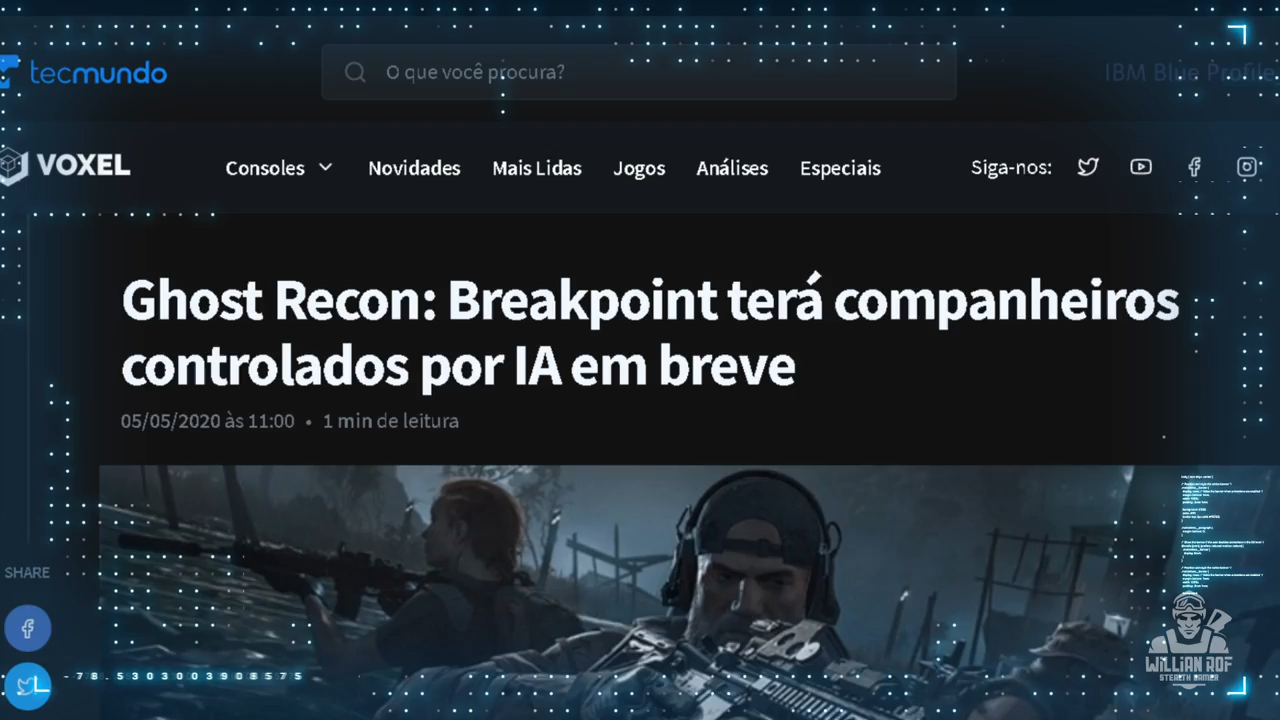 tecmundo
O que você procura?
IBM Blue Profile
VOXEL
Consoles
Novidades
Mais Lidas
Jogos
Análises
Especiais
Siga-nos:
Ghost Recon: Breakpoint terá companheiros
controlados por IA em breve
05/05/2020 às 11:00 • 1 min de leitura
SHARE
-78.5303003908575
WILLIAN ROF
STEALTH GAMER